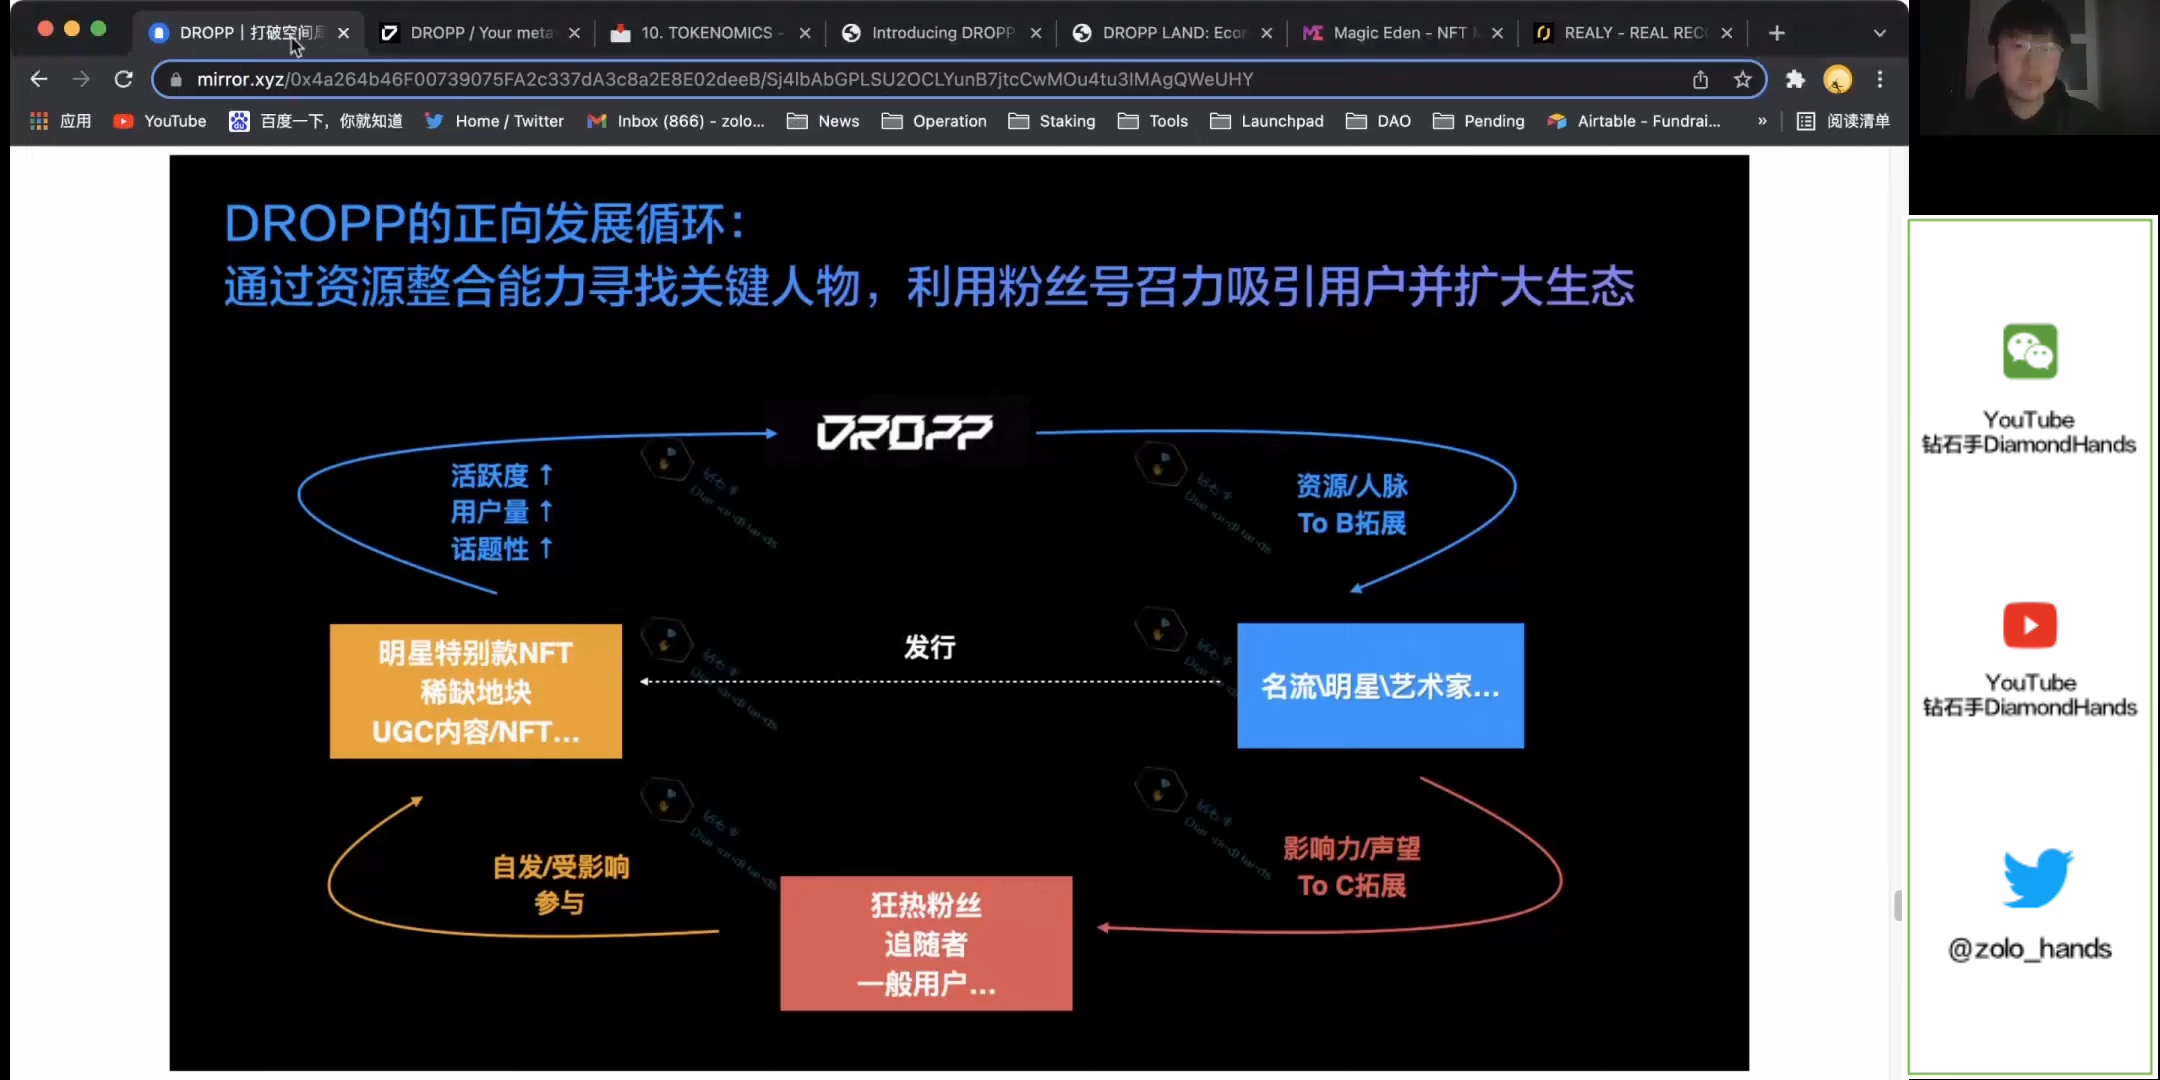 DROPP | 打破空间
DROPP / Your meta
10. TOKENOMICS -
Introducing DROPP
DROPP LAND: Ecor
Magic Eden - NFT
REALY - REAL REC
mirror.xyz/0x4a264b46F00739075FA2c337dA3c8a2E8E02deeB/Sj4lbAbGPLSU2OCLYunB7jtcCwMOu4tu3IMAgQWeUHY
应用
YouTube
百度一下，你就知道
Home / Twitter
Inbox (866) - zolo...
News
Operation
Staking
Tools
Launchpad
DAO
Pending
Airtable - Fundrai...
»
阅读清单
DROPP的正向发展循环：
通过资源整合能力寻找关键人物，利用粉丝号召力吸引用户并扩大生态
DROPP
活跃度 ↑
用户量 ↑
话题性 ↑
资源/人脉
To B拓展
明星特别款NFT
稀缺地块
UGC内容/NFT...
发行
名流\明星\艺术家...
自发/受影响
参与
影响力/声望
To C拓展
狂热粉丝
追随者
一般用户...
YouTube
钻石手DiamondHands
YouTube
钻石手DiamondHands
@zolo_hands